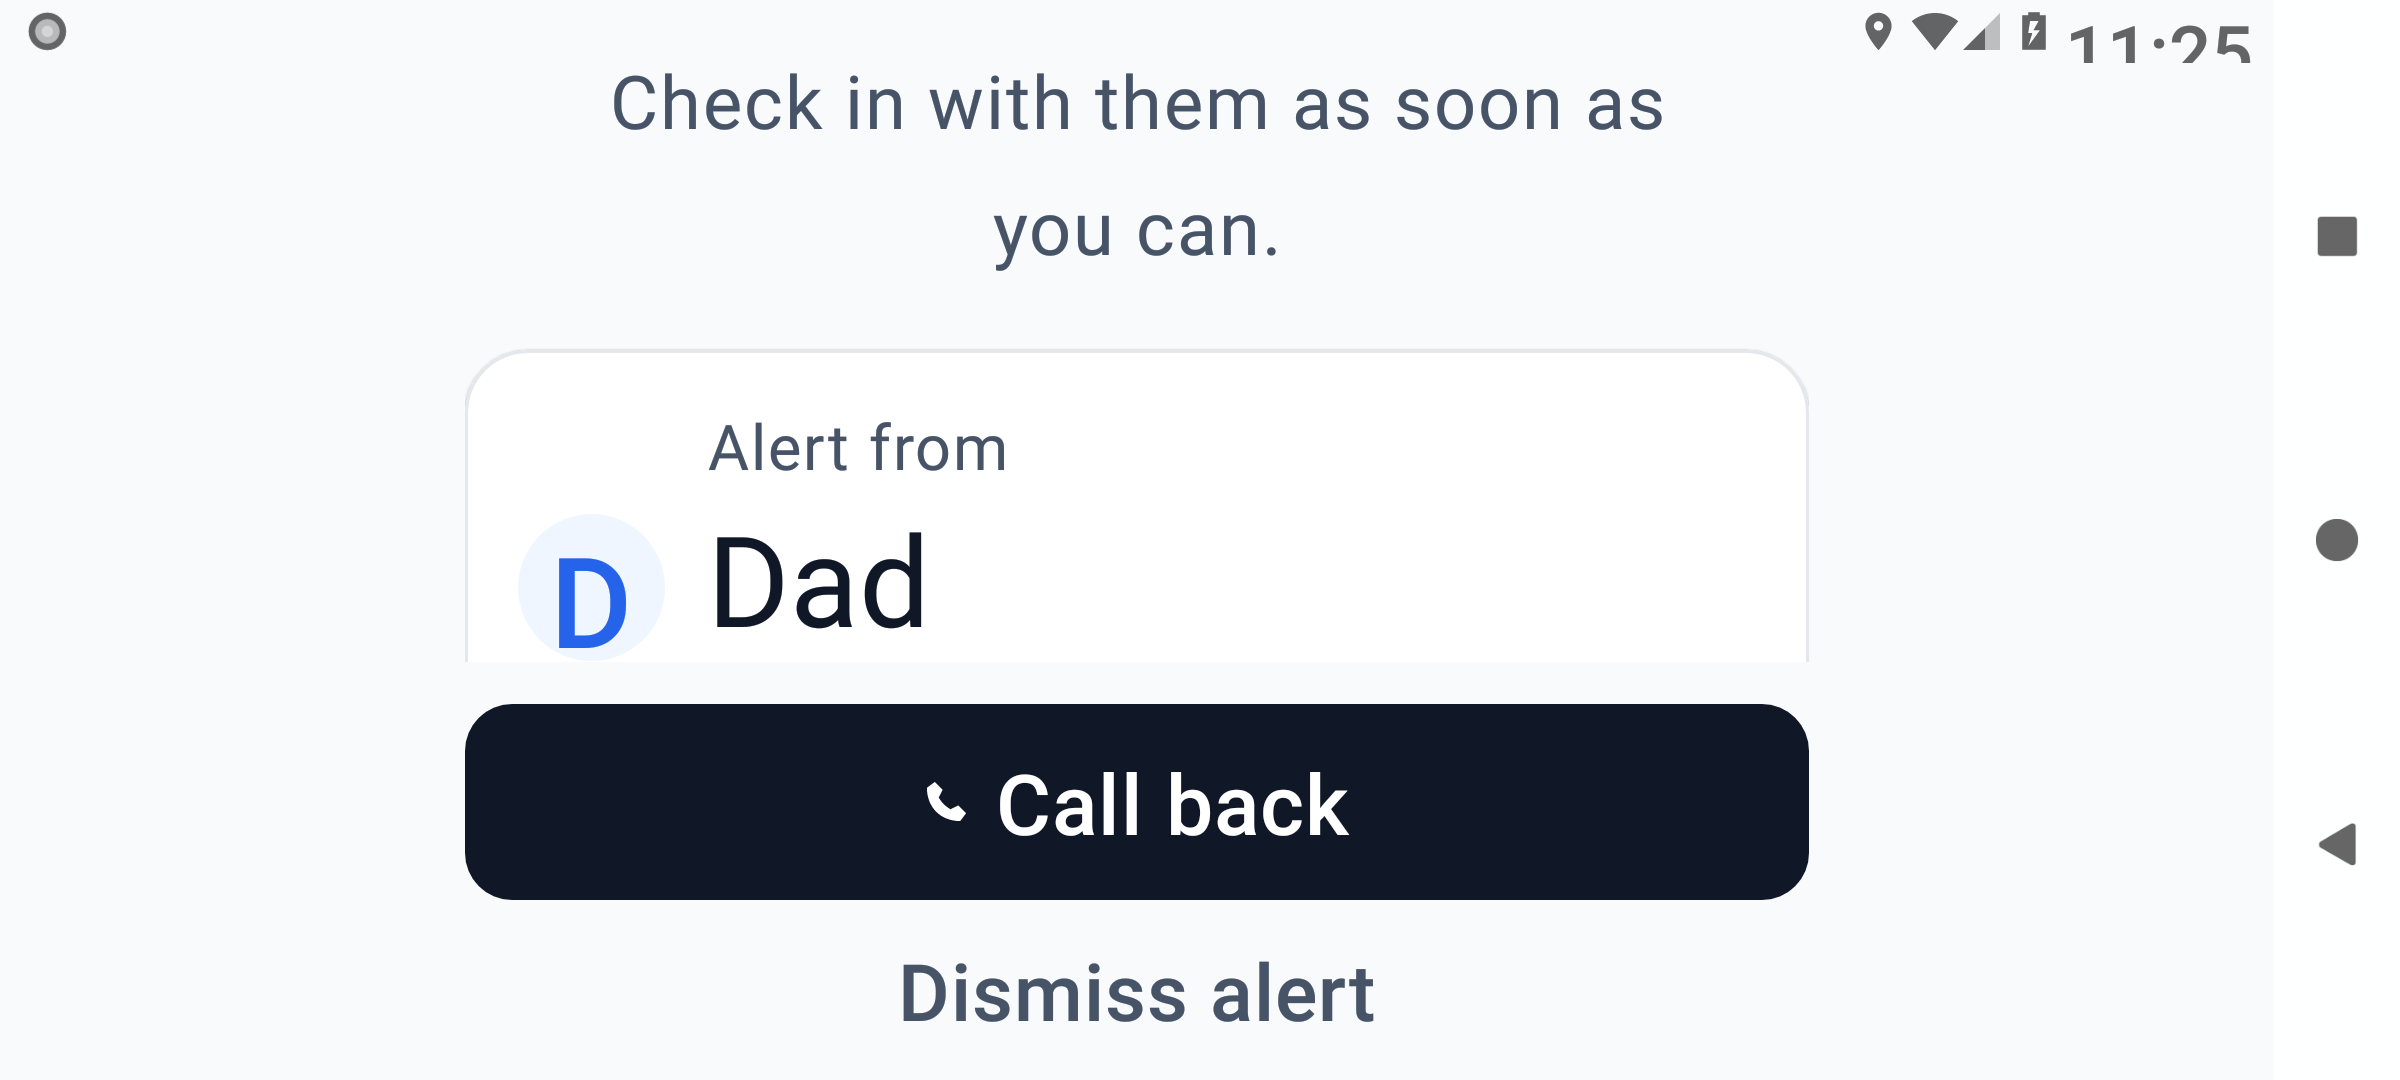 11:25
Check in with them as soon as
you can.
Alert from
D
Dad
Call back
Dismiss alert